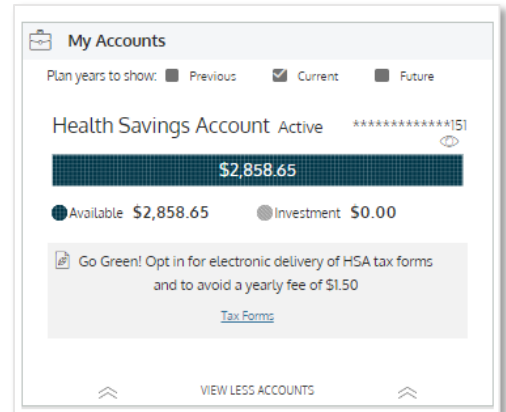 My Accounts
Plan years to show: Previous Current Future
Health Savings Account Active *************151
$2,858.65
Available $2,858.65 Investment $0.00
Go Green! Opt in for electronic delivery of HSA tax forms
and to avoid a yearly fee of $1.50
Tax Forms
VIEW LESS ACCOUNTS